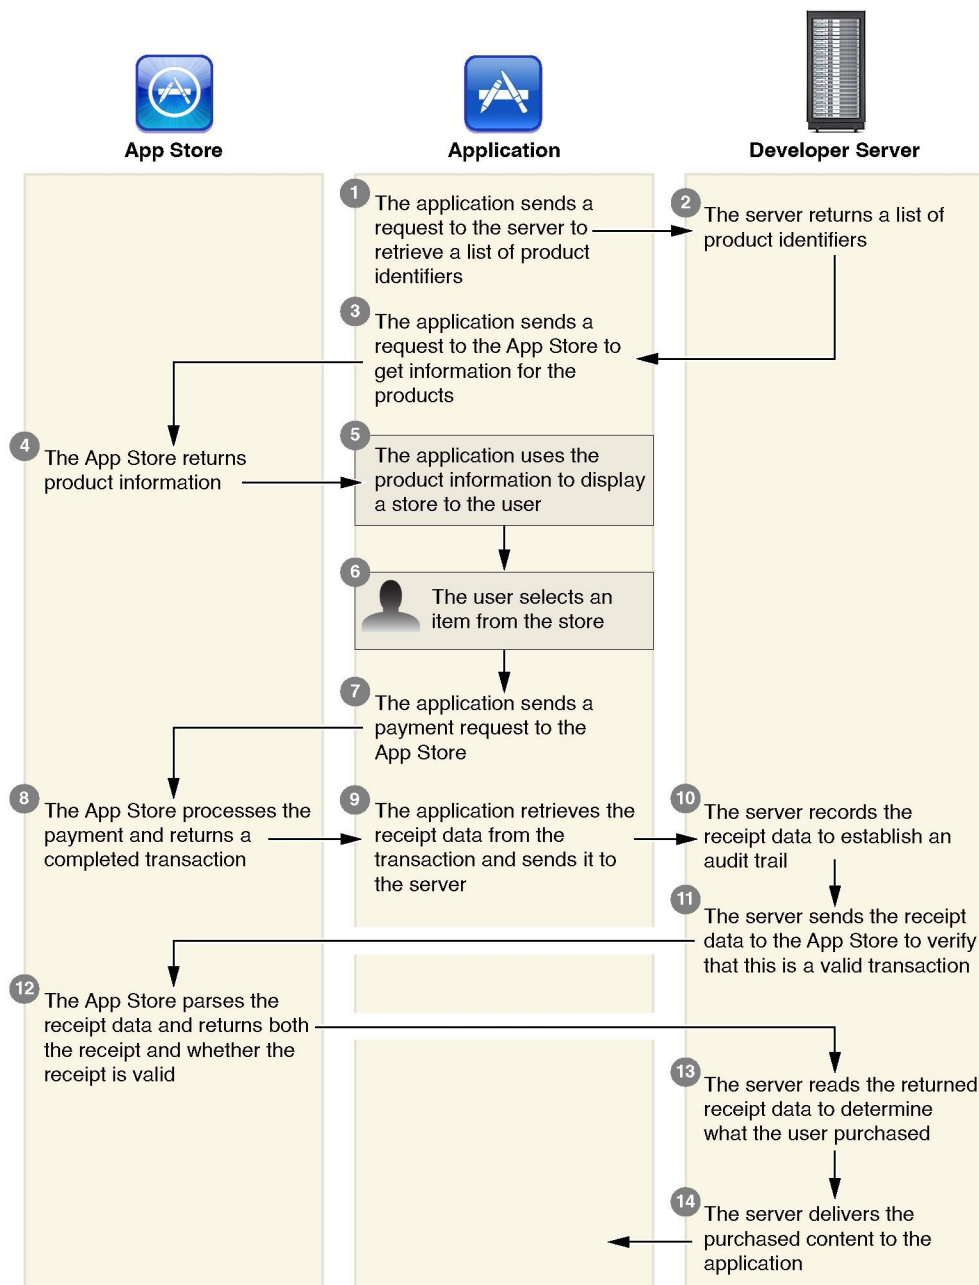 App Store
Application
Developer Server
1
The application sends a
request to the server to
retrieve a list of product
identifiers
2
The server returns a list of
product identifiers
3
The application sends a
request to the App Store to
get information for the
products
4
The App Store returns
product information
5
The application uses the
product information to display
a store to the user
6
The user selects an
item from the store
7
The application sends a
payment request to the
App Store
8
The App Store processes the
payment and returns a
completed transaction
9
The application retrieves the
receipt data from the
transaction and sends it to
the server
10
The server records the
receipt data to establish an
audit trail
11
The server sends the receipt
data to the App Store to verify
that this is a valid transaction
12
The App Store parses the
receipt data and returns both
the receipt and whether the
receipt is valid
13
The server reads the returned
receipt data to determine
what the user purchased
14
The server delivers the
purchased content to the
application